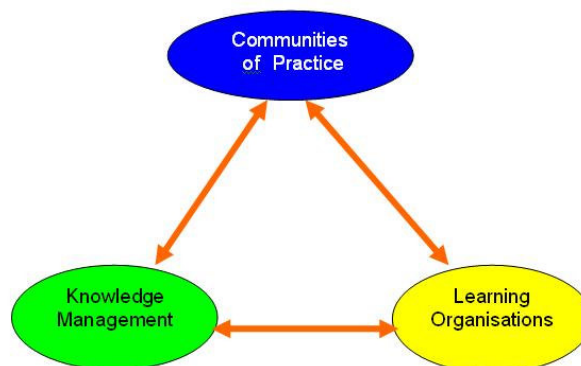 Communities
of Practice
Knowledge
Management
Learning
Organisations